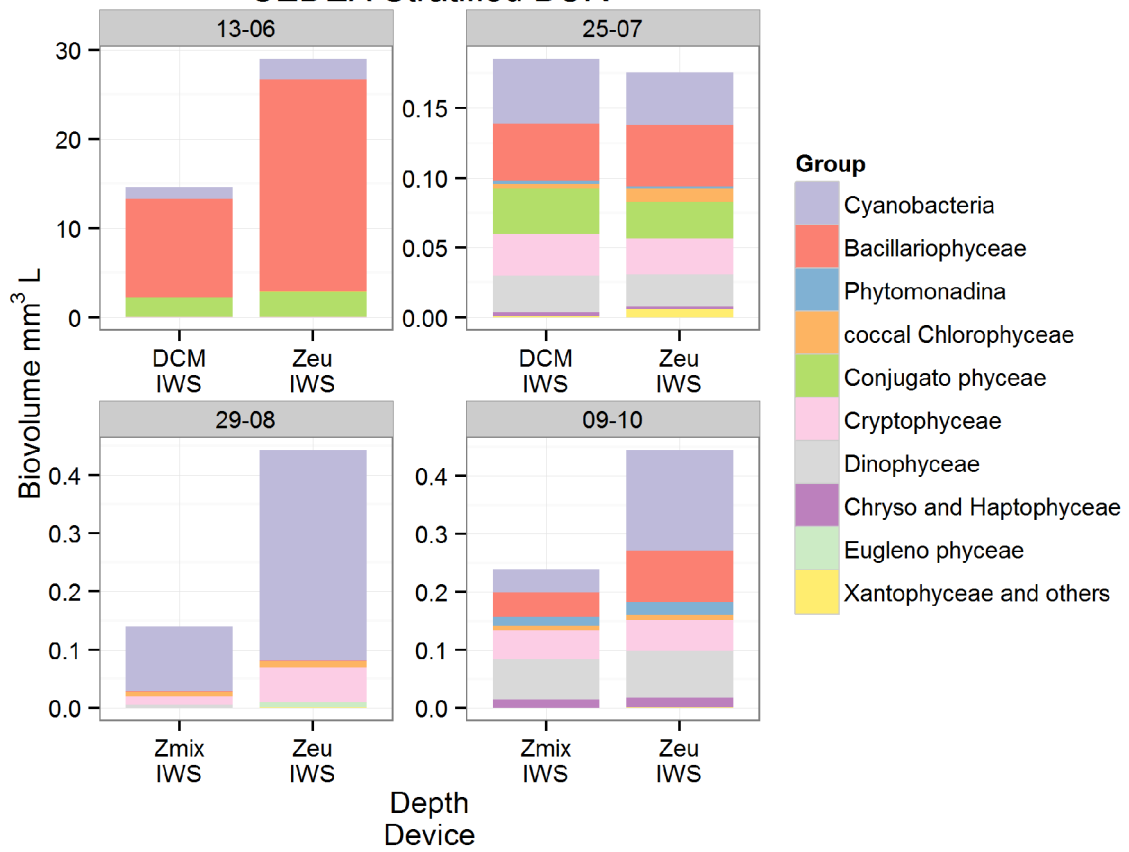 13-06
25-07
30
20
10
0
0.15
0.10
0.05
0.00
DCM
IWS
Zeu
IWS
DCM
IWS
Zeu
IWS
29-08
09-10
0.4
0.3
0.2
0.1
0.0
0.4
0.3
0.2
0.1
0.0
Zmix
IWS
Zeu
IWS
Zmix
IWS
Zeu
IWS
Biovolume mm³ L
Depth
Device
Group
Cyanobacteria
Bacillariophyceae
Phytomonadina
coccal Chlorophyceae
Conjugato phyceae
Cryptophyceae
Dinophyceae
Chryso and Haptophyceae
Eugleno phyceae
Xantophyceae and others